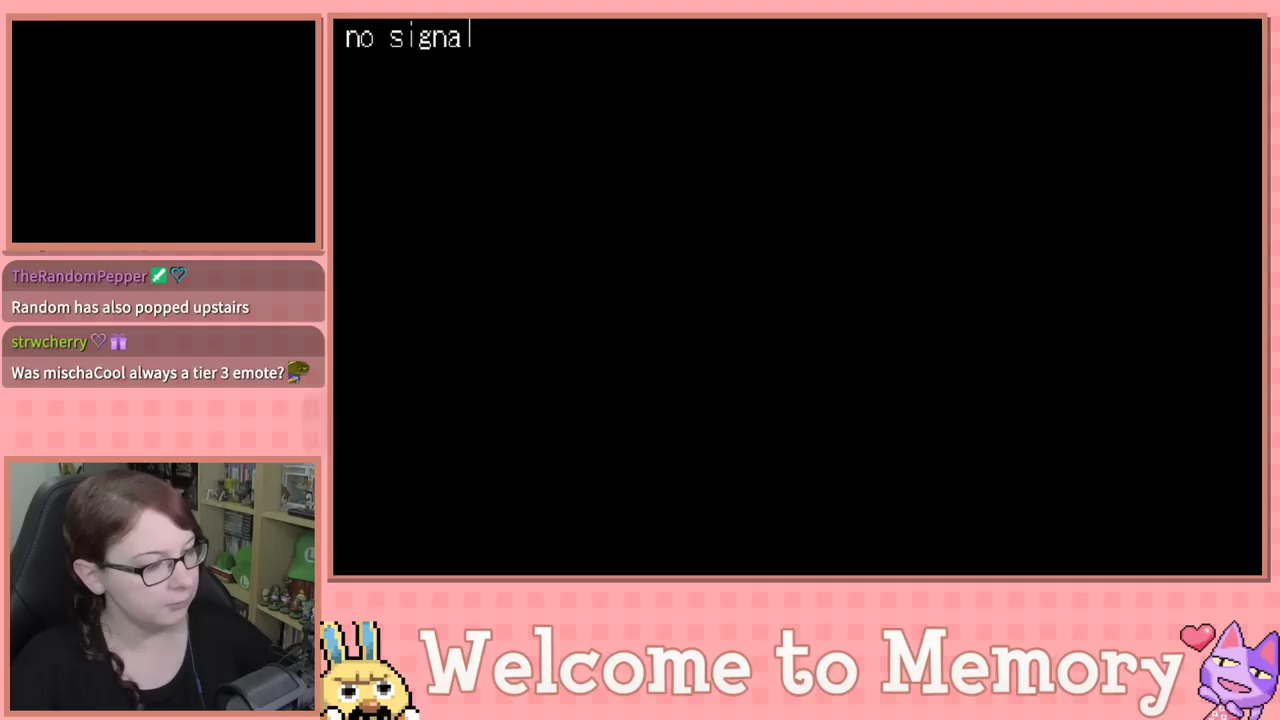 no signal
TheRandomPepper
Random has also popped upstairs
strwcherry
Was mischaCool always a tier 3 emote?
Welcome to Memory